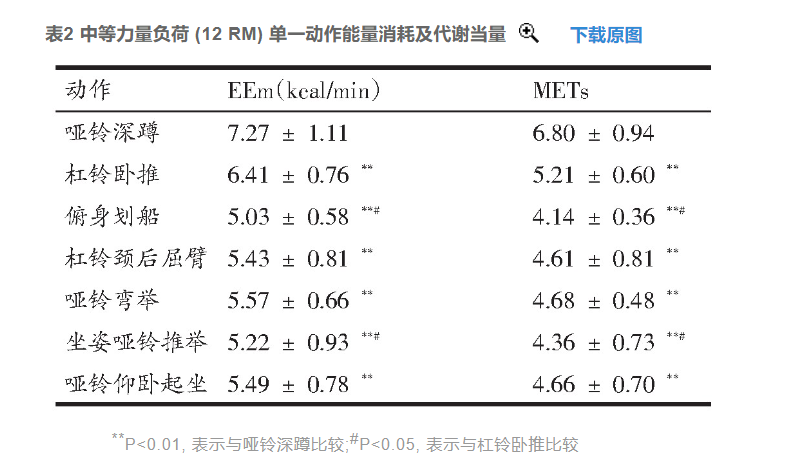 表2 中等力量负荷 (12 RM) 单一动作能量消耗及代谢当量 下载原图
动作 EEm(kcal/min) METs
哑铃深蹲 7.27 ± 1.11 6.80 ± 0.94
杠铃卧推 6.41 ± 0.76 ** 5.21 ± 0.60 **
俯身划船 5.03 ± 0.58 **# 4.14 ± 0.36 **#
杠铃颈后屈臂 5.43 ± 0.81 ** 4.61 ± 0.81 **
哑铃弯举 5.57 ± 0.66 ** 4.68 ± 0.48 **
坐姿哑铃推举 5.22 ± 0.93 **# 4.36 ± 0.73 **#
哑铃仰卧起坐 5.49 ± 0.78 ** 4.66 ± 0.70 **
**P<0.01, 表示与哑铃深蹲比较;#P<0.05, 表示与杠铃卧推比较